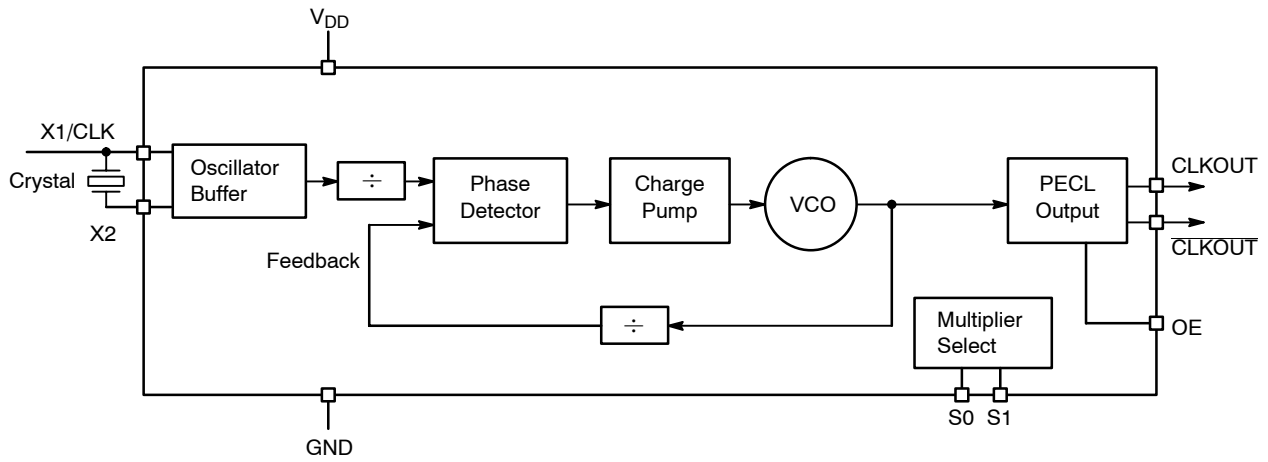 VDD
X1/CLK
Crystal
X2
Oscillator
Buffer
÷
Phase
Detector
Charge
Pump
VCO
PECL
Output
CLKOUT
CLKOUT
Feedback
÷
Multiplier
Select
OE
S0 S1
GND